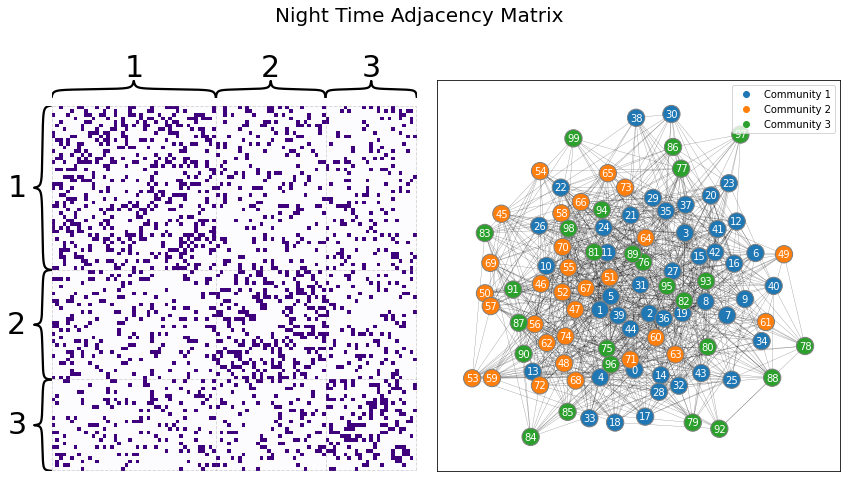 Night Time Adjacency Matrix
1 2 3
1
2
3
Community 1
Community 2
Community 3
38 30
99 86 97
54 65 77
22 73 29 20 23
45 66 94 35 37
58 21 12
83 26 98 24 64 3 41
70 81 11 89 15 42 6 49
69 10 55 76 27 16
46 51 31 95 93 40
50 91 52 67 5 82 8 9
57 47 1 39 2 36 19 7 61
87 56 74 44 60 34
62 75 71 63 80 78
90 48 96
53 59 13 72 68 4 0 14 43 25 88
28 32
85 33 18 17 79 92
84